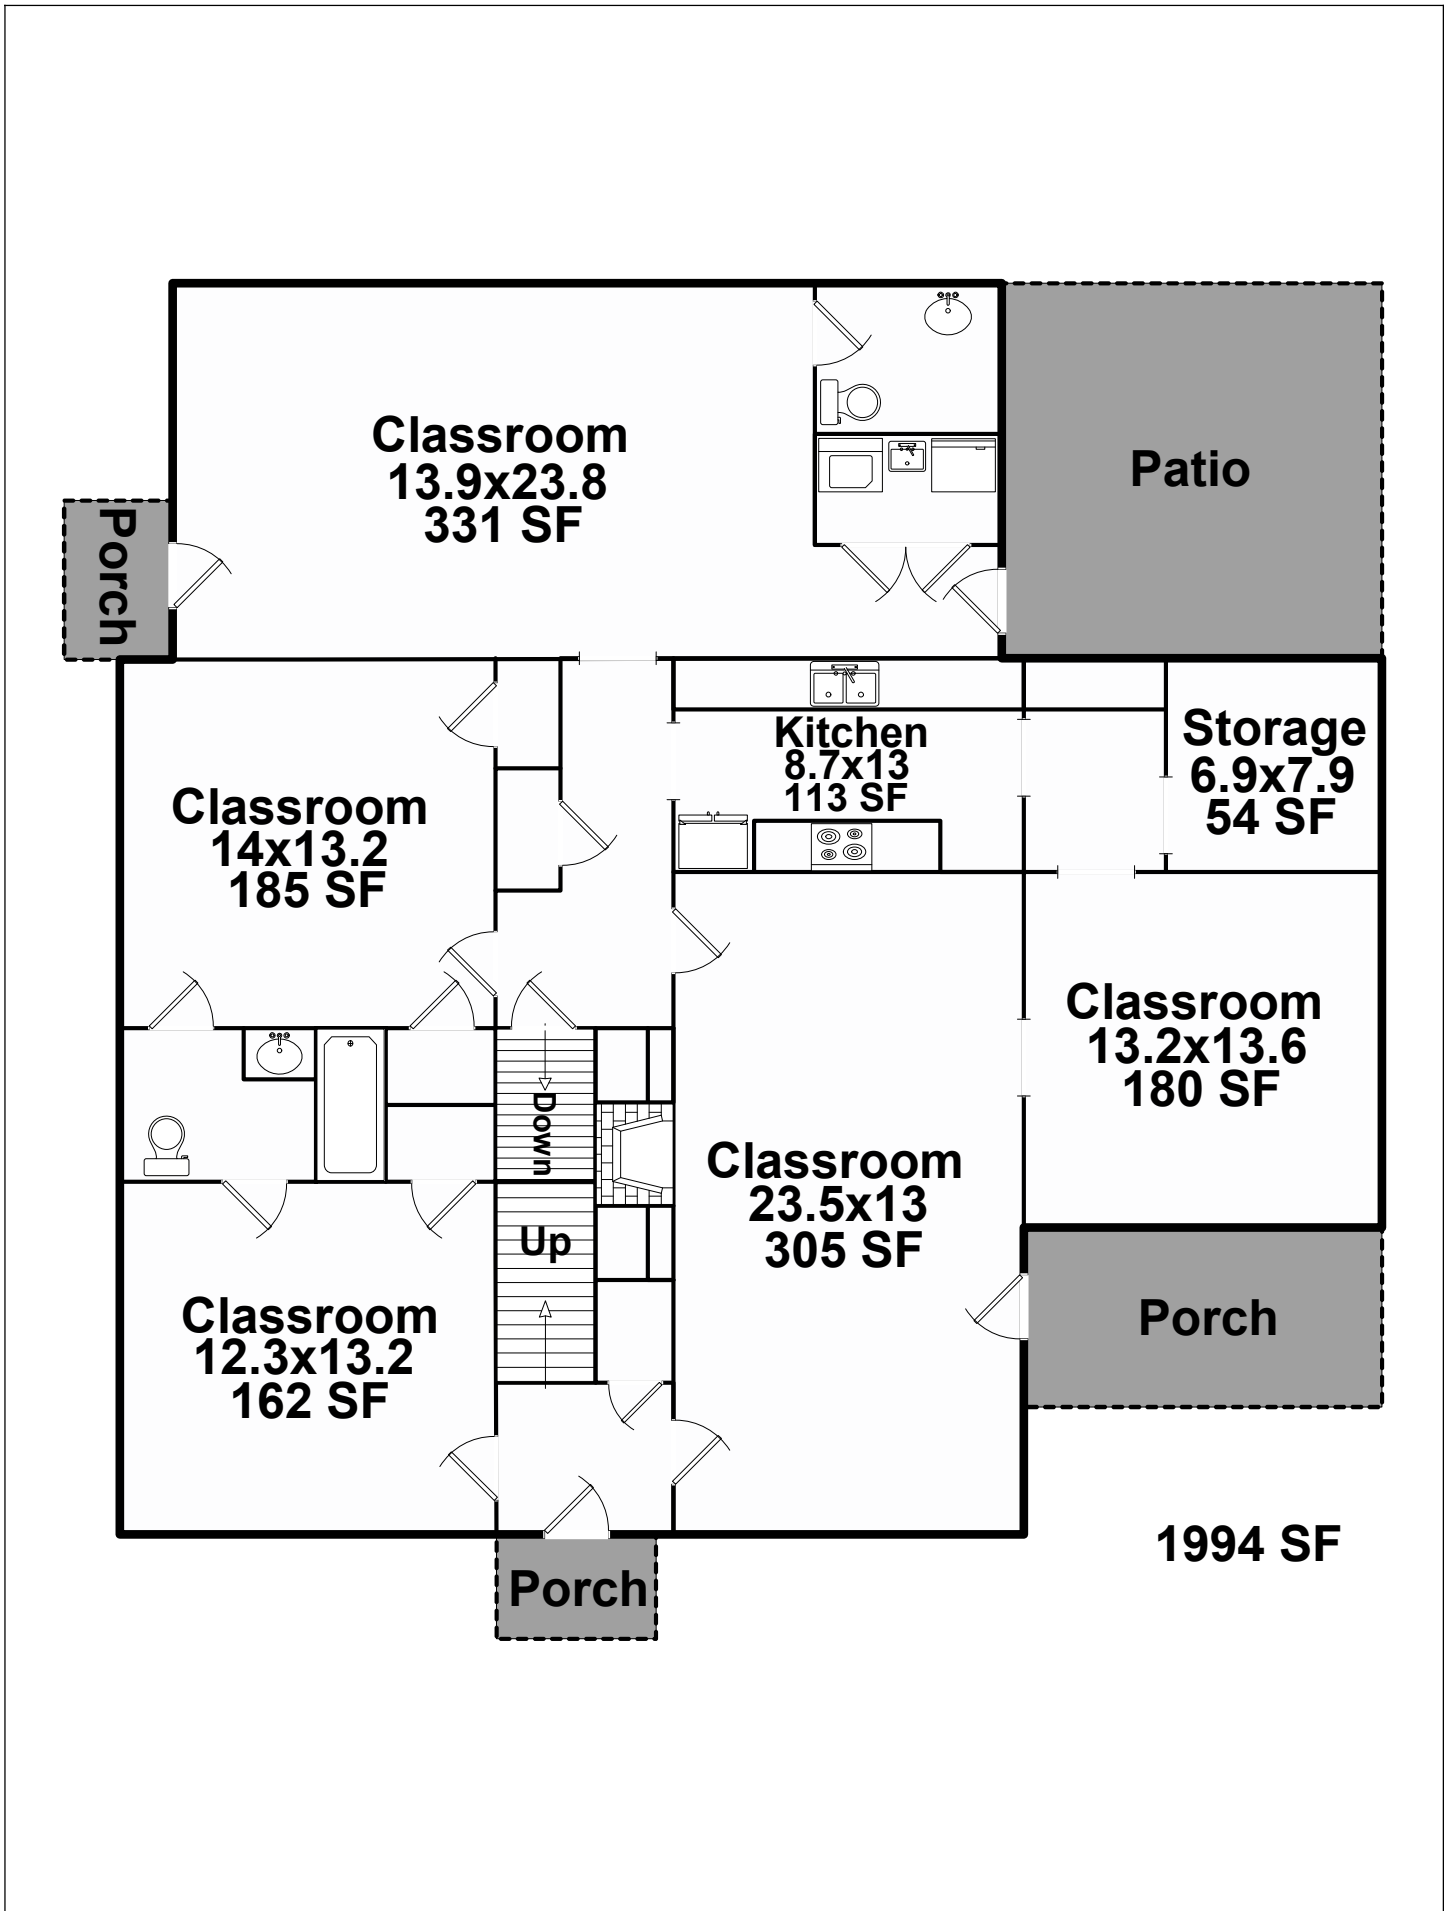 Classroom
13.9x23.8
331 SF
Patio
Porch
Kitchen
8.7x13
113 SF
Storage
6.9x7.9
54 SF
Classroom
14x13.2
185 SF
Classroom
13.2x13.6
180 SF
Down
Classroom
23.5x13
305 SF
Up
Classroom
12.3x13.2
162 SF
Porch
1994 SF
Porch